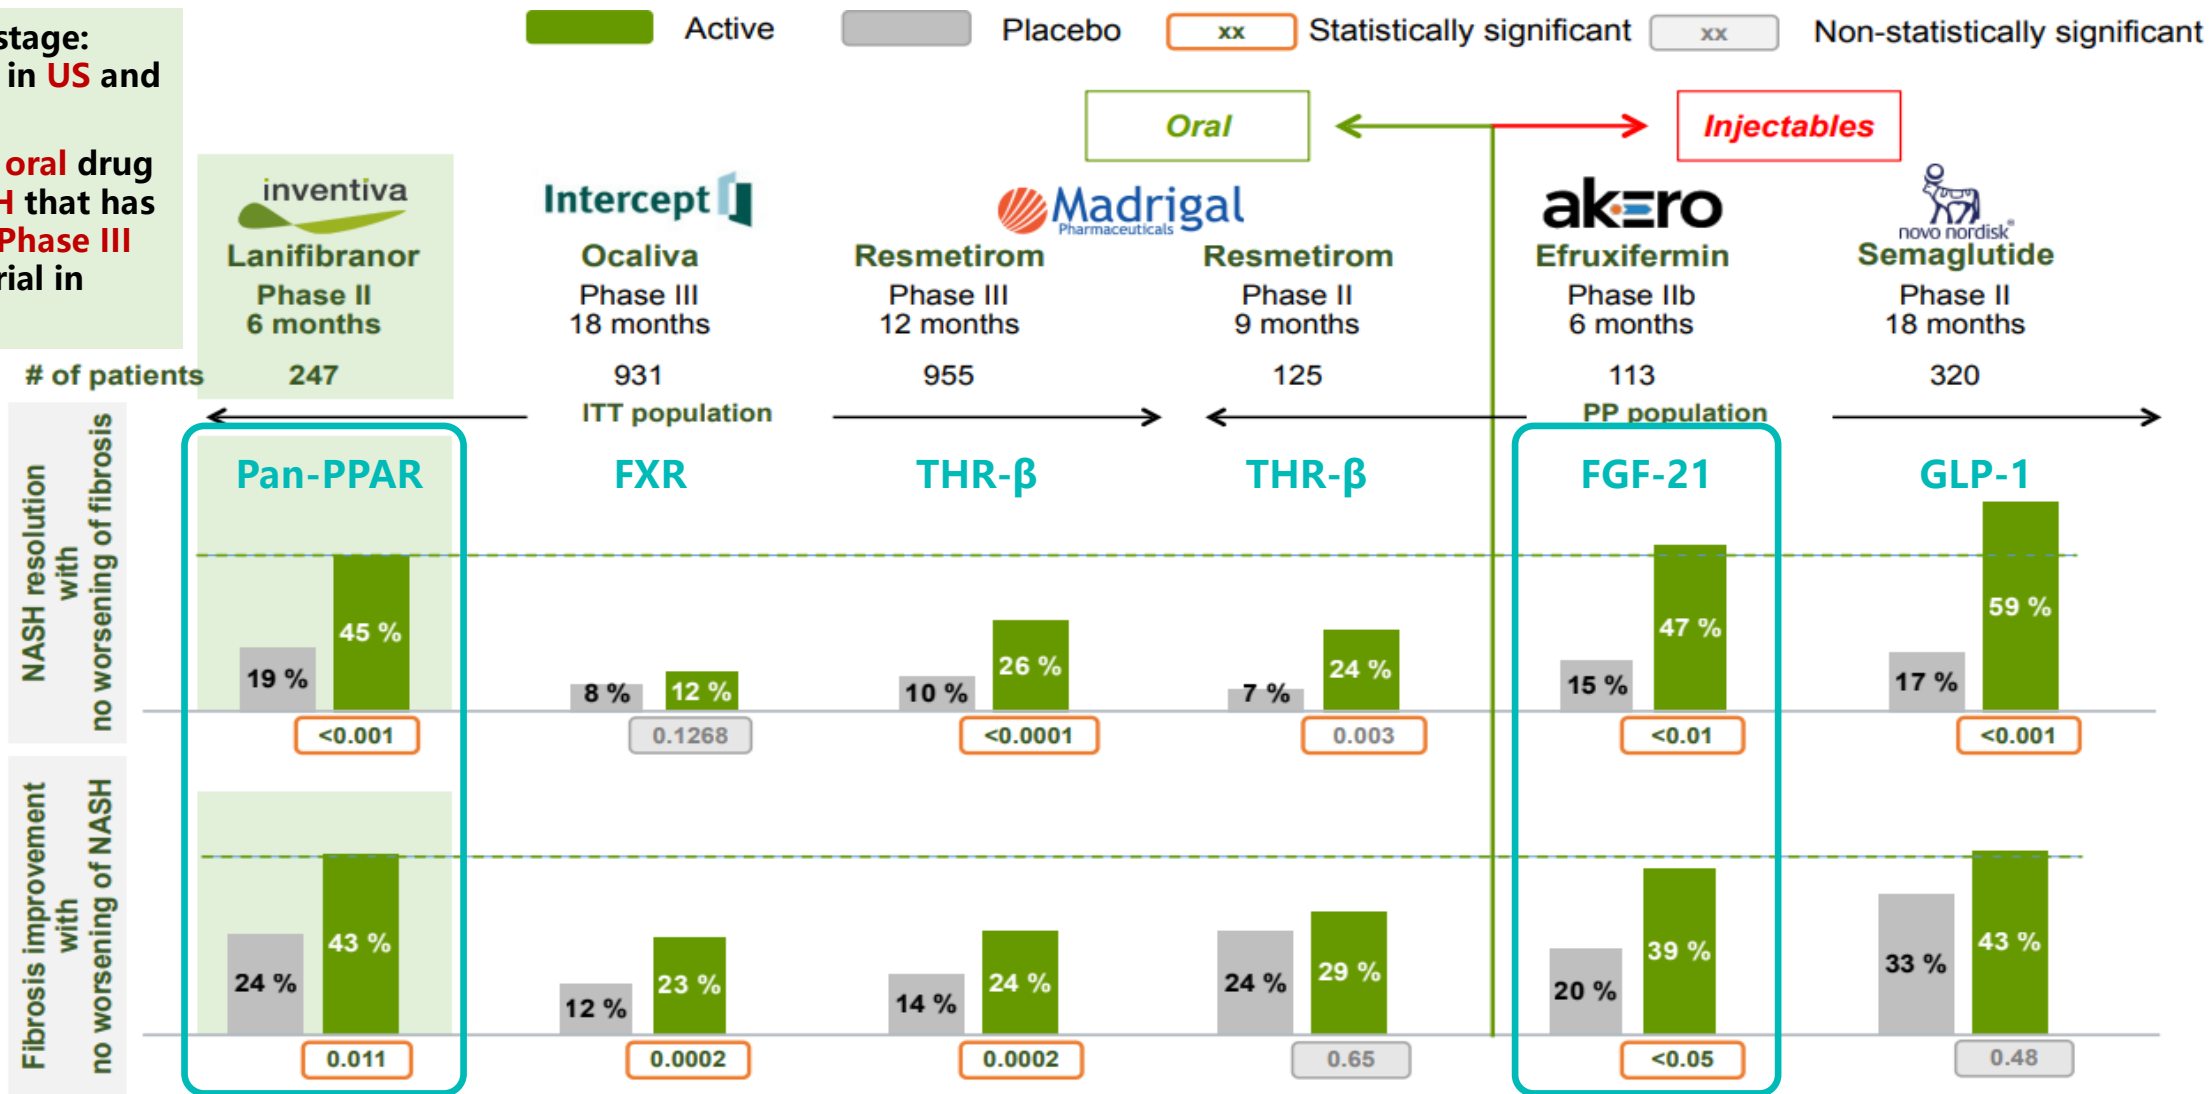 stage:
in US and
oral drug
H that has
Phase III
rial in
Active
Placebo
xx
Statistically significant
xx
Non-statistically significant
Oral
Injectables
inventiva
Lanifibranor
Phase II
6 months
Intercept
Ocaliva
Phase III
18 months
Madrigal
Pharmaceuticals
Resmetirom
Phase III
12 months
Resmetirom
Phase II
9 months
akero
Efruxifermin
Phase IIb
6 months
novo nordisk®
Semaglutide
Phase II
18 months
# of patients
247
931
955
125
113
320
ITT population
PP population
Pan-PPAR
FXR
THR-β
THR-β
FGF-21
GLP-1
NASH resolution
with
no worsening of fibrosis
19 %
45 %
8 %
12 %
10 %
26 %
7 %
24 %
15 %
47 %
17 %
59 %
<0.001
0.1268
<0.0001
0.003
<0.01
<0.001
Fibrosis improvement
with
no worsening of NASH
24 %
43 %
12 %
23 %
14 %
24 %
24 %
29 %
20 %
39 %
33 %
43 %
0.011
0.0002
0.0002
0.65
<0.05
0.48